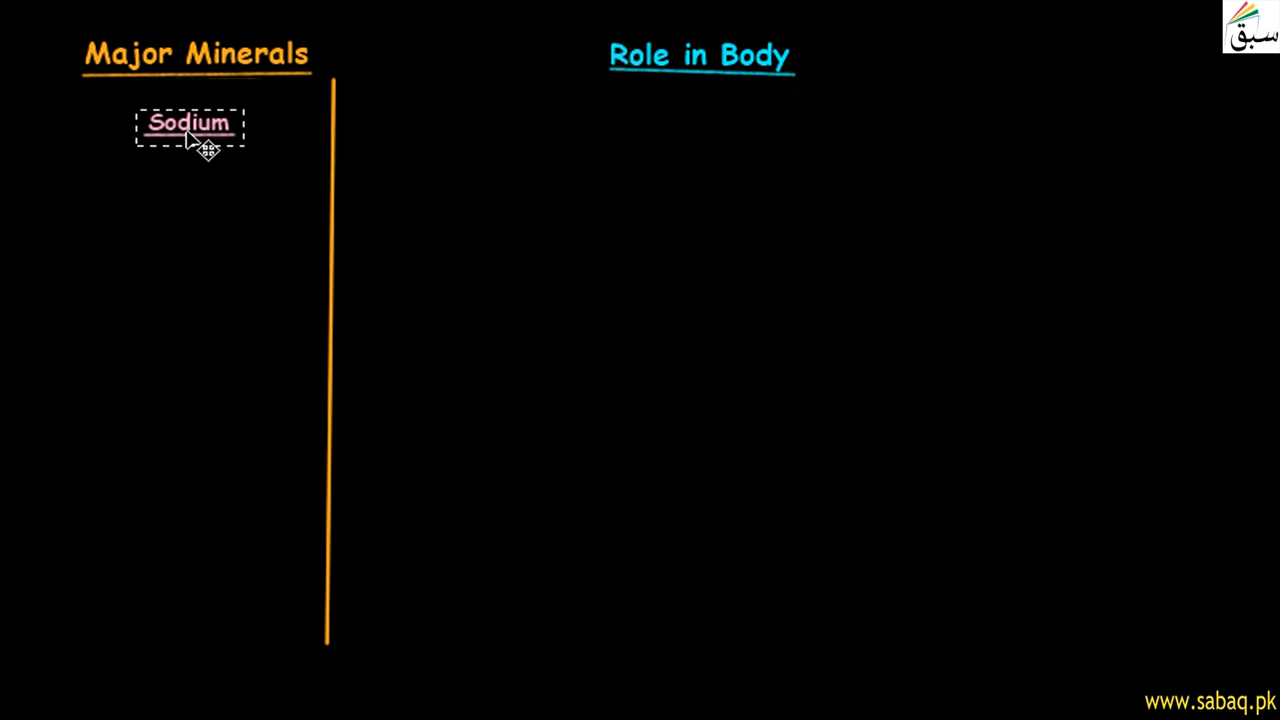 Major Minerals
Role in Body
سبق
Sodium
www.sabaq.pk